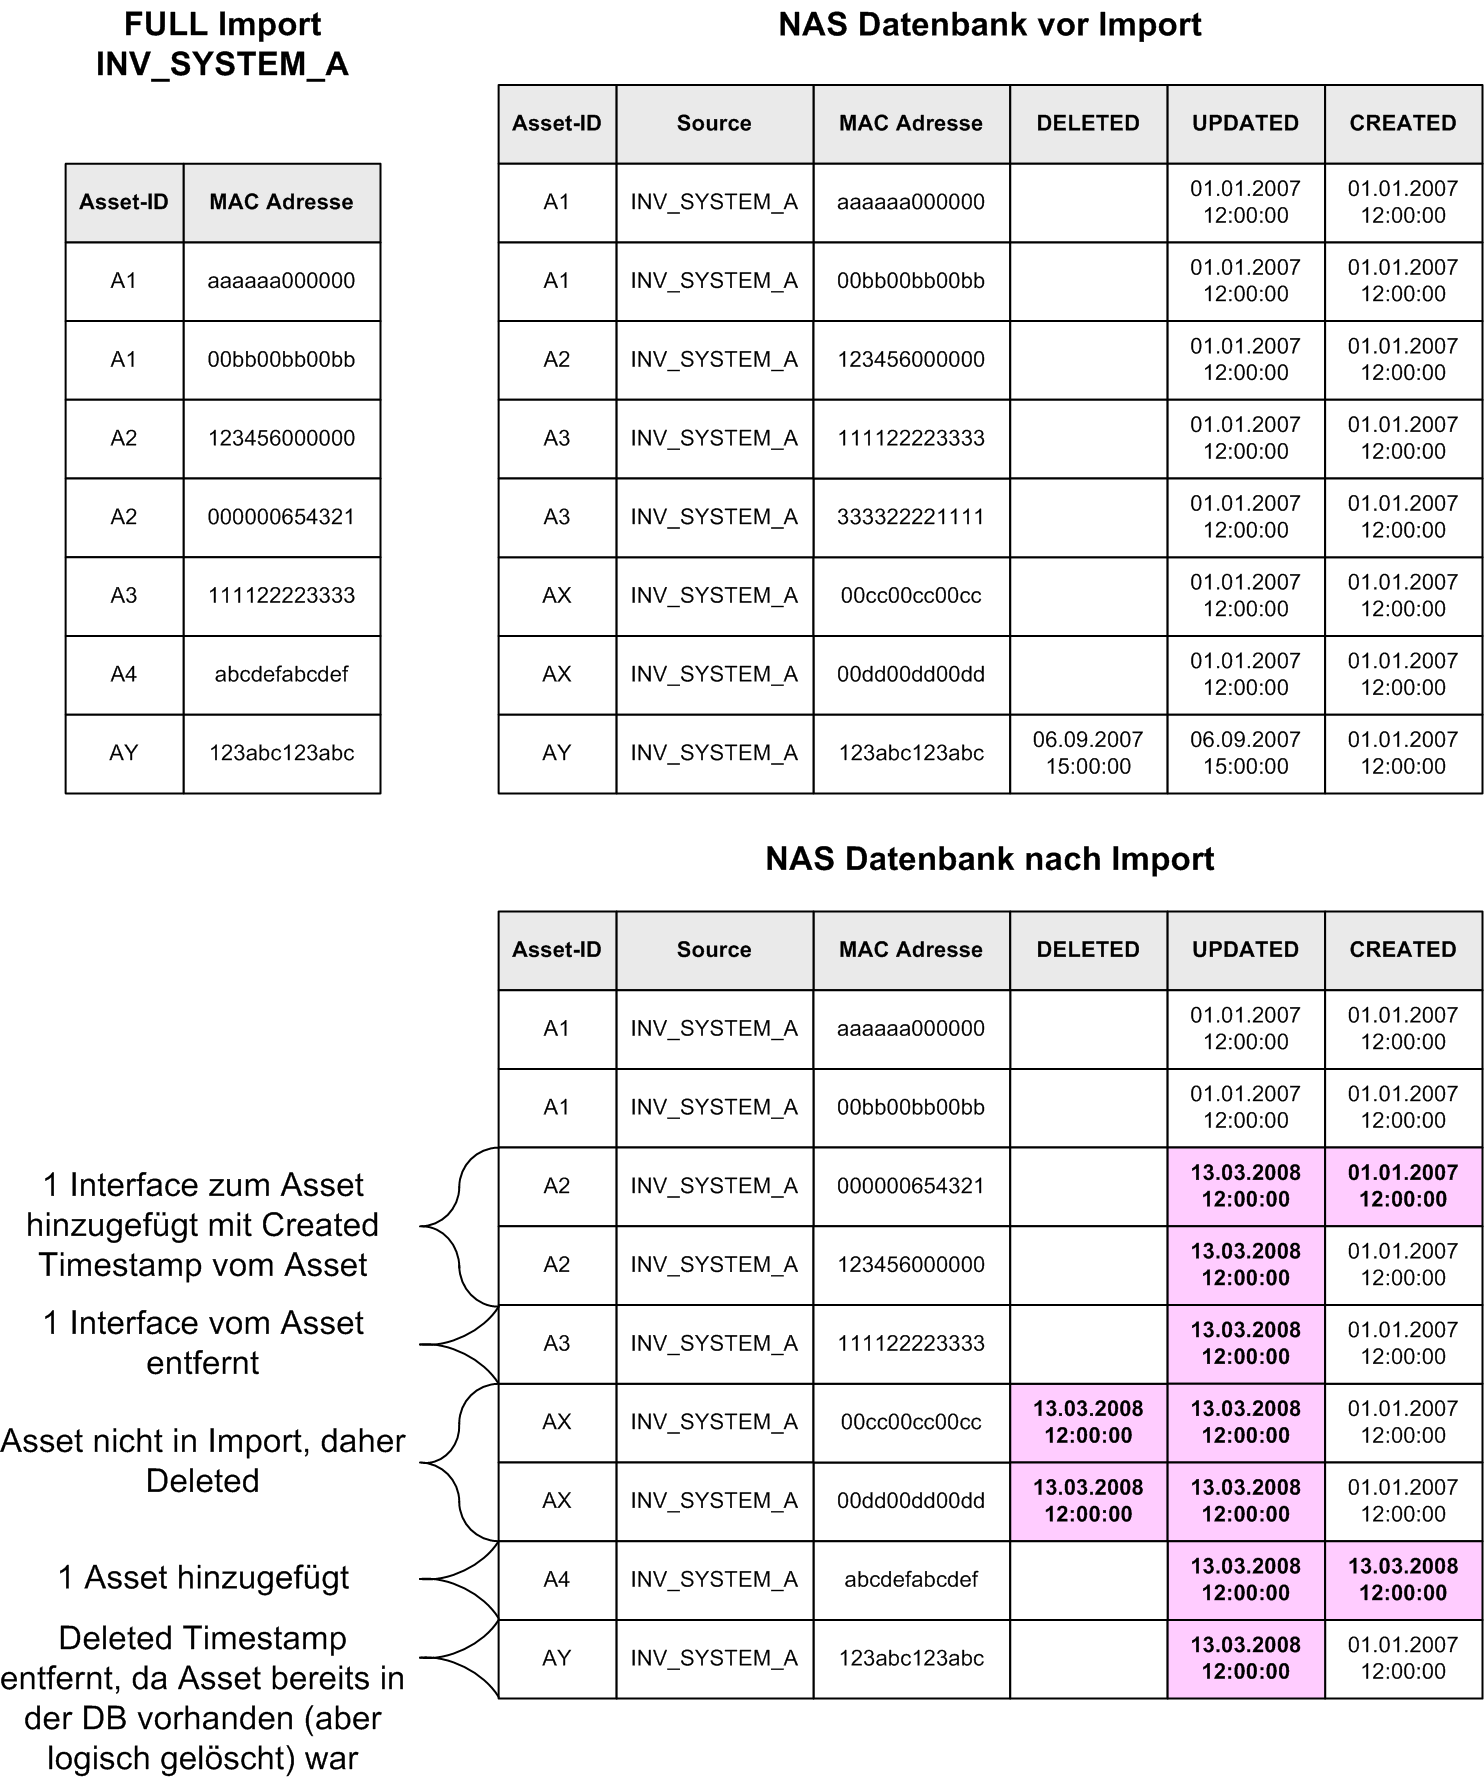 FULL Import
INV_SYSTEM_A
Asset-ID MAC Adresse
A1 aaaaaa000000
A1 00bb00bb00bb
A2 123456000000
A2 000000654321
A3 111122223333
A4 abcdefabcdef
AY 123abc123abc
NAS Datenbank vor Import
Asset-ID Source MAC Adresse DELETED UPDATED CREATED
A1 INV_SYSTEM_A aaaaaa000000 01.01.2007 01.01.2007
12:00:00 12:00:00
A1 INV_SYSTEM_A 00bb00bb00bb 01.01.2007 01.01.2007
12:00:00 12:00:00
A2 INV_SYSTEM_A 123456000000 01.01.2007 01.01.2007
12:00:00 12:00:00
A3 INV_SYSTEM_A 111122223333 01.01.2007 01.01.2007
12:00:00 12:00:00
A3 INV_SYSTEM_A 333322221111 01.01.2007 01.01.2007
12:00:00 12:00:00
AX INV_SYSTEM_A 00cc00cc00cc 01.01.2007 01.01.2007
12:00:00 12:00:00
AX INV_SYSTEM_A 00dd00dd00dd 01.01.2007 01.01.2007
12:00:00 12:00:00
AY INV_SYSTEM_A 123abc123abc 06.09.2007 06.09.2007 01.01.2007
15:00:00 15:00:00 12:00:00
NAS Datenbank nach Import
Asset-ID Source MAC Adresse DELETED UPDATED CREATED
A1 INV_SYSTEM_A aaaaaa000000 01.01.2007 01.01.2007
12:00:00 12:00:00
A1 INV_SYSTEM_A 00bb00bb00bb 01.01.2007 01.01.2007
12:00:00 12:00:00
A2 INV_SYSTEM_A 000000654321 13.03.2008 01.01.2007
12:00:00 12:00:00
A2 INV_SYSTEM_A 123456000000 13.03.2008 01.01.2007
12:00:00 12:00:00
A3 INV_SYSTEM_A 111122223333 13.03.2008 01.01.2007
12:00:00 12:00:00
AX INV_SYSTEM_A 00cc00cc00cc 13.03.2008 13.03.2008 01.01.2007
12:00:00 12:00:00 12:00:00
AX INV_SYSTEM_A 00dd00dd00dd 13.03.2008 13.03.2008 01.01.2007
12:00:00 12:00:00 12:00:00
A4 INV_SYSTEM_A abcdefabcdef 13.03.2008 13.03.2008
12:00:00 12:00:00
AY INV_SYSTEM_A 123abc123abc 13.03.2008 01.01.2007
12:00:00 12:00:00
1 Interface zum Asset
hinzugefügt mit Created
Timestamp vom Asset
1 Interface vom Asset
entfernt
Asset nicht in Import, daher
Deleted
1 Asset hinzugefügt
Deleted Timestamp
entfernt, da Asset bereits in
der DB vorhanden (aber
logisch gelöscht) war